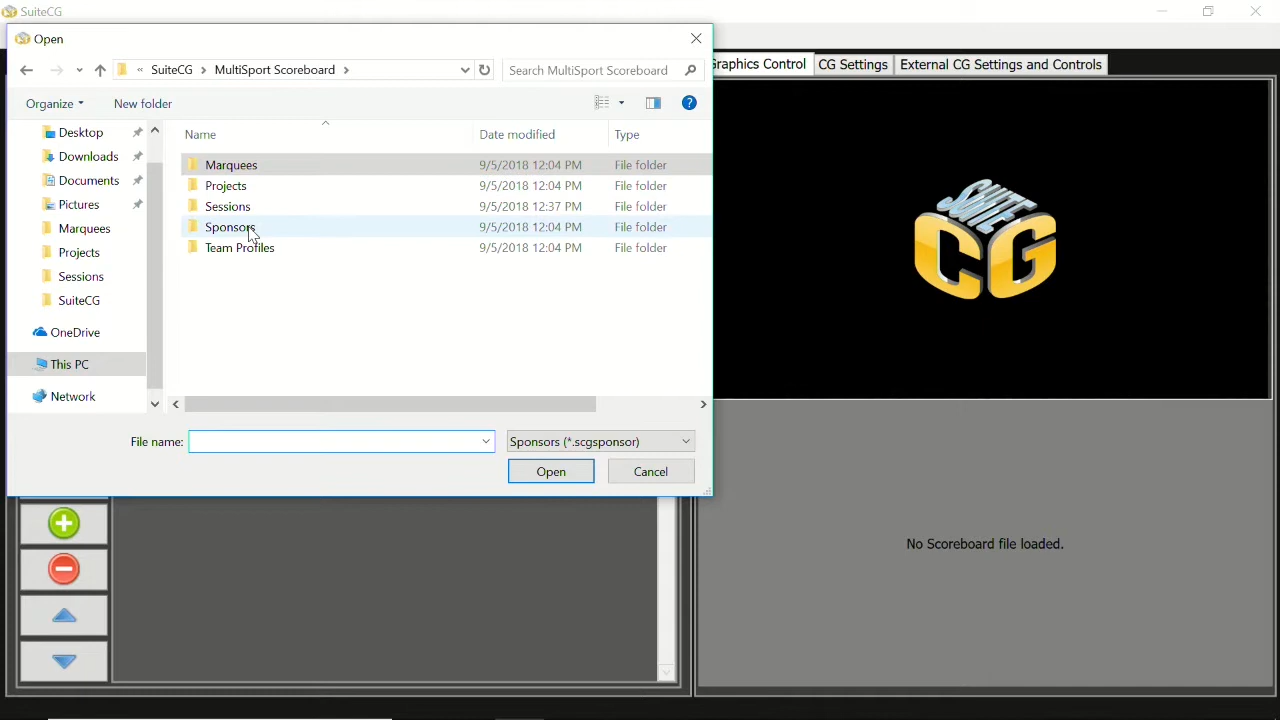 SuiteCG
Open
« SuiteCG > MultiSport Scoreboard >
Search MultiSport Scoreboard
Graphics Control
CG Settings
External CG Settings and Controls
Organize
New folder
Desktop
Downloads
Documents
Pictures
Marquees
Projects
Sessions
SuiteCG
OneDrive
This PC
Network
Name Date modified Type
Marquees 9/5/2018 12:04 PM File folder
Projects 9/5/2018 12:04 PM File folder
Sessions 9/5/2018 12:37 PM File folder
Sponsors 9/5/2018 12:04 PM File folder
Team Profiles 9/5/2018 12:04 PM File folder
File name:
Sponsors (*.scgsponsor)
Open
Cancel
SUITE
CG
No Scoreboard file loaded.